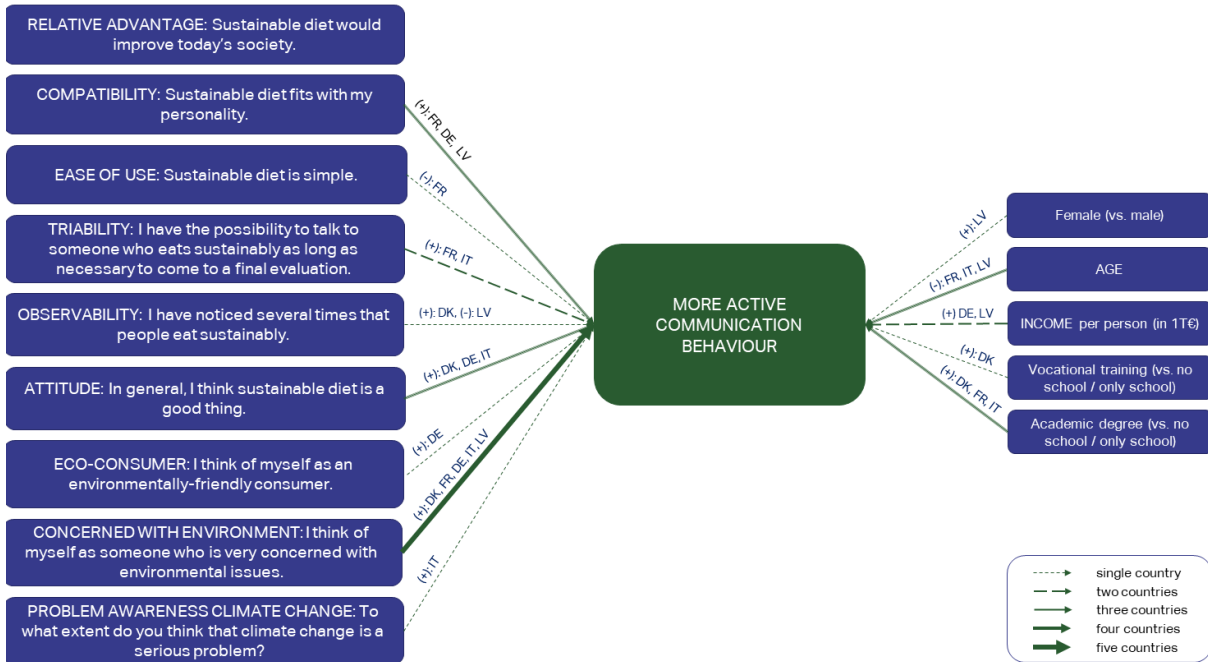 RELATIVE ADVANTAGE: Sustainable diet would
improve today's society.
COMPATIBILITY: Sustainable diet fits with my
personality.
EASE OF USE: Sustainable diet is simple.
TRIABILITY: I have the possibility to talk to
someone who eats sustainably as long as
necessary to come to a final evaluation.
OBSERVABILITY: I have noticed several times that
people eat sustainably.
ATTITUDE: In general, I think sustainable diet is a
good thing.
ECO-CONSUMER: I think of myself as an
environmentally-friendly consumer.
CONCERNED WITH ENVIRONMENT: I think of
myself as someone who is very concerned with
environmental issues.
PROBLEM AWARENESS CLIMATE CHANGE: To
what extent do you think that climate change is a
serious problem?
(+): FR, DE, LV
(-): FR
(+): FR, IT
(+): DK, (-): LV
(+): DK, DE, IT
(+): DE
(+): DK, FR, DE, IT, LV
(+): IT
MORE ACTIVE
COMMUNICATION
BEHAVIOUR
(+): LV
(-): FR, IT, LV
(+) DE, LV
(+): DK
(+): DK, FR, IT
Female (vs. male)
AGE
INCOME per person (in 1T€)
Vocational training (vs. no
school / only school)
Academic degree (vs. no
school / only school)
single country
two countries
three countries
four countries
five countries